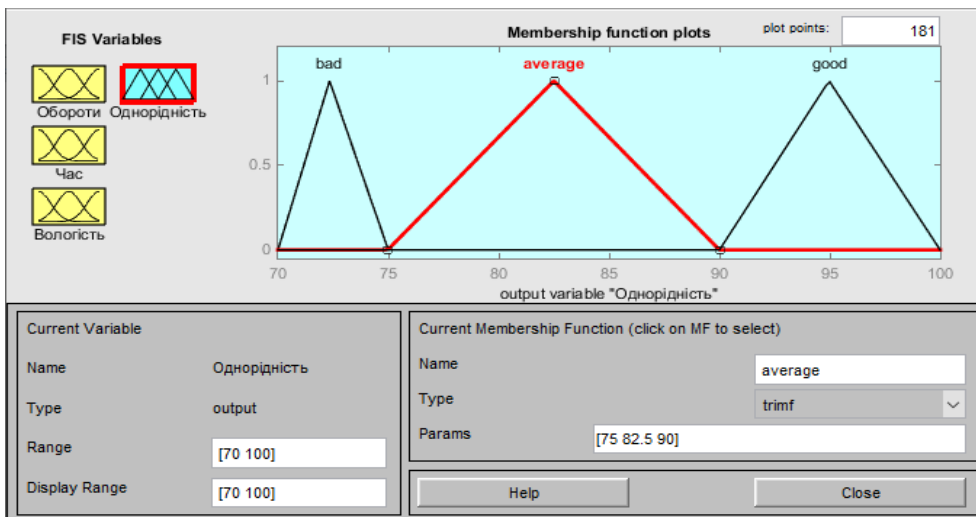 FIS Variables
Обороти
Однорідність
Час
Вологість
Membership function plots
plot points:
181
bad
average
good
1
0.5
0
70 75 80 85 90 95 100
output variable "Однорідність"
Current Variable
Name Однорідність
Type output
Range [70 100]
Display Range [70 100]
Current Membership Function (click on MF to select)
Name average
Type trimf
Params [75 82.5 90]
Help
Close